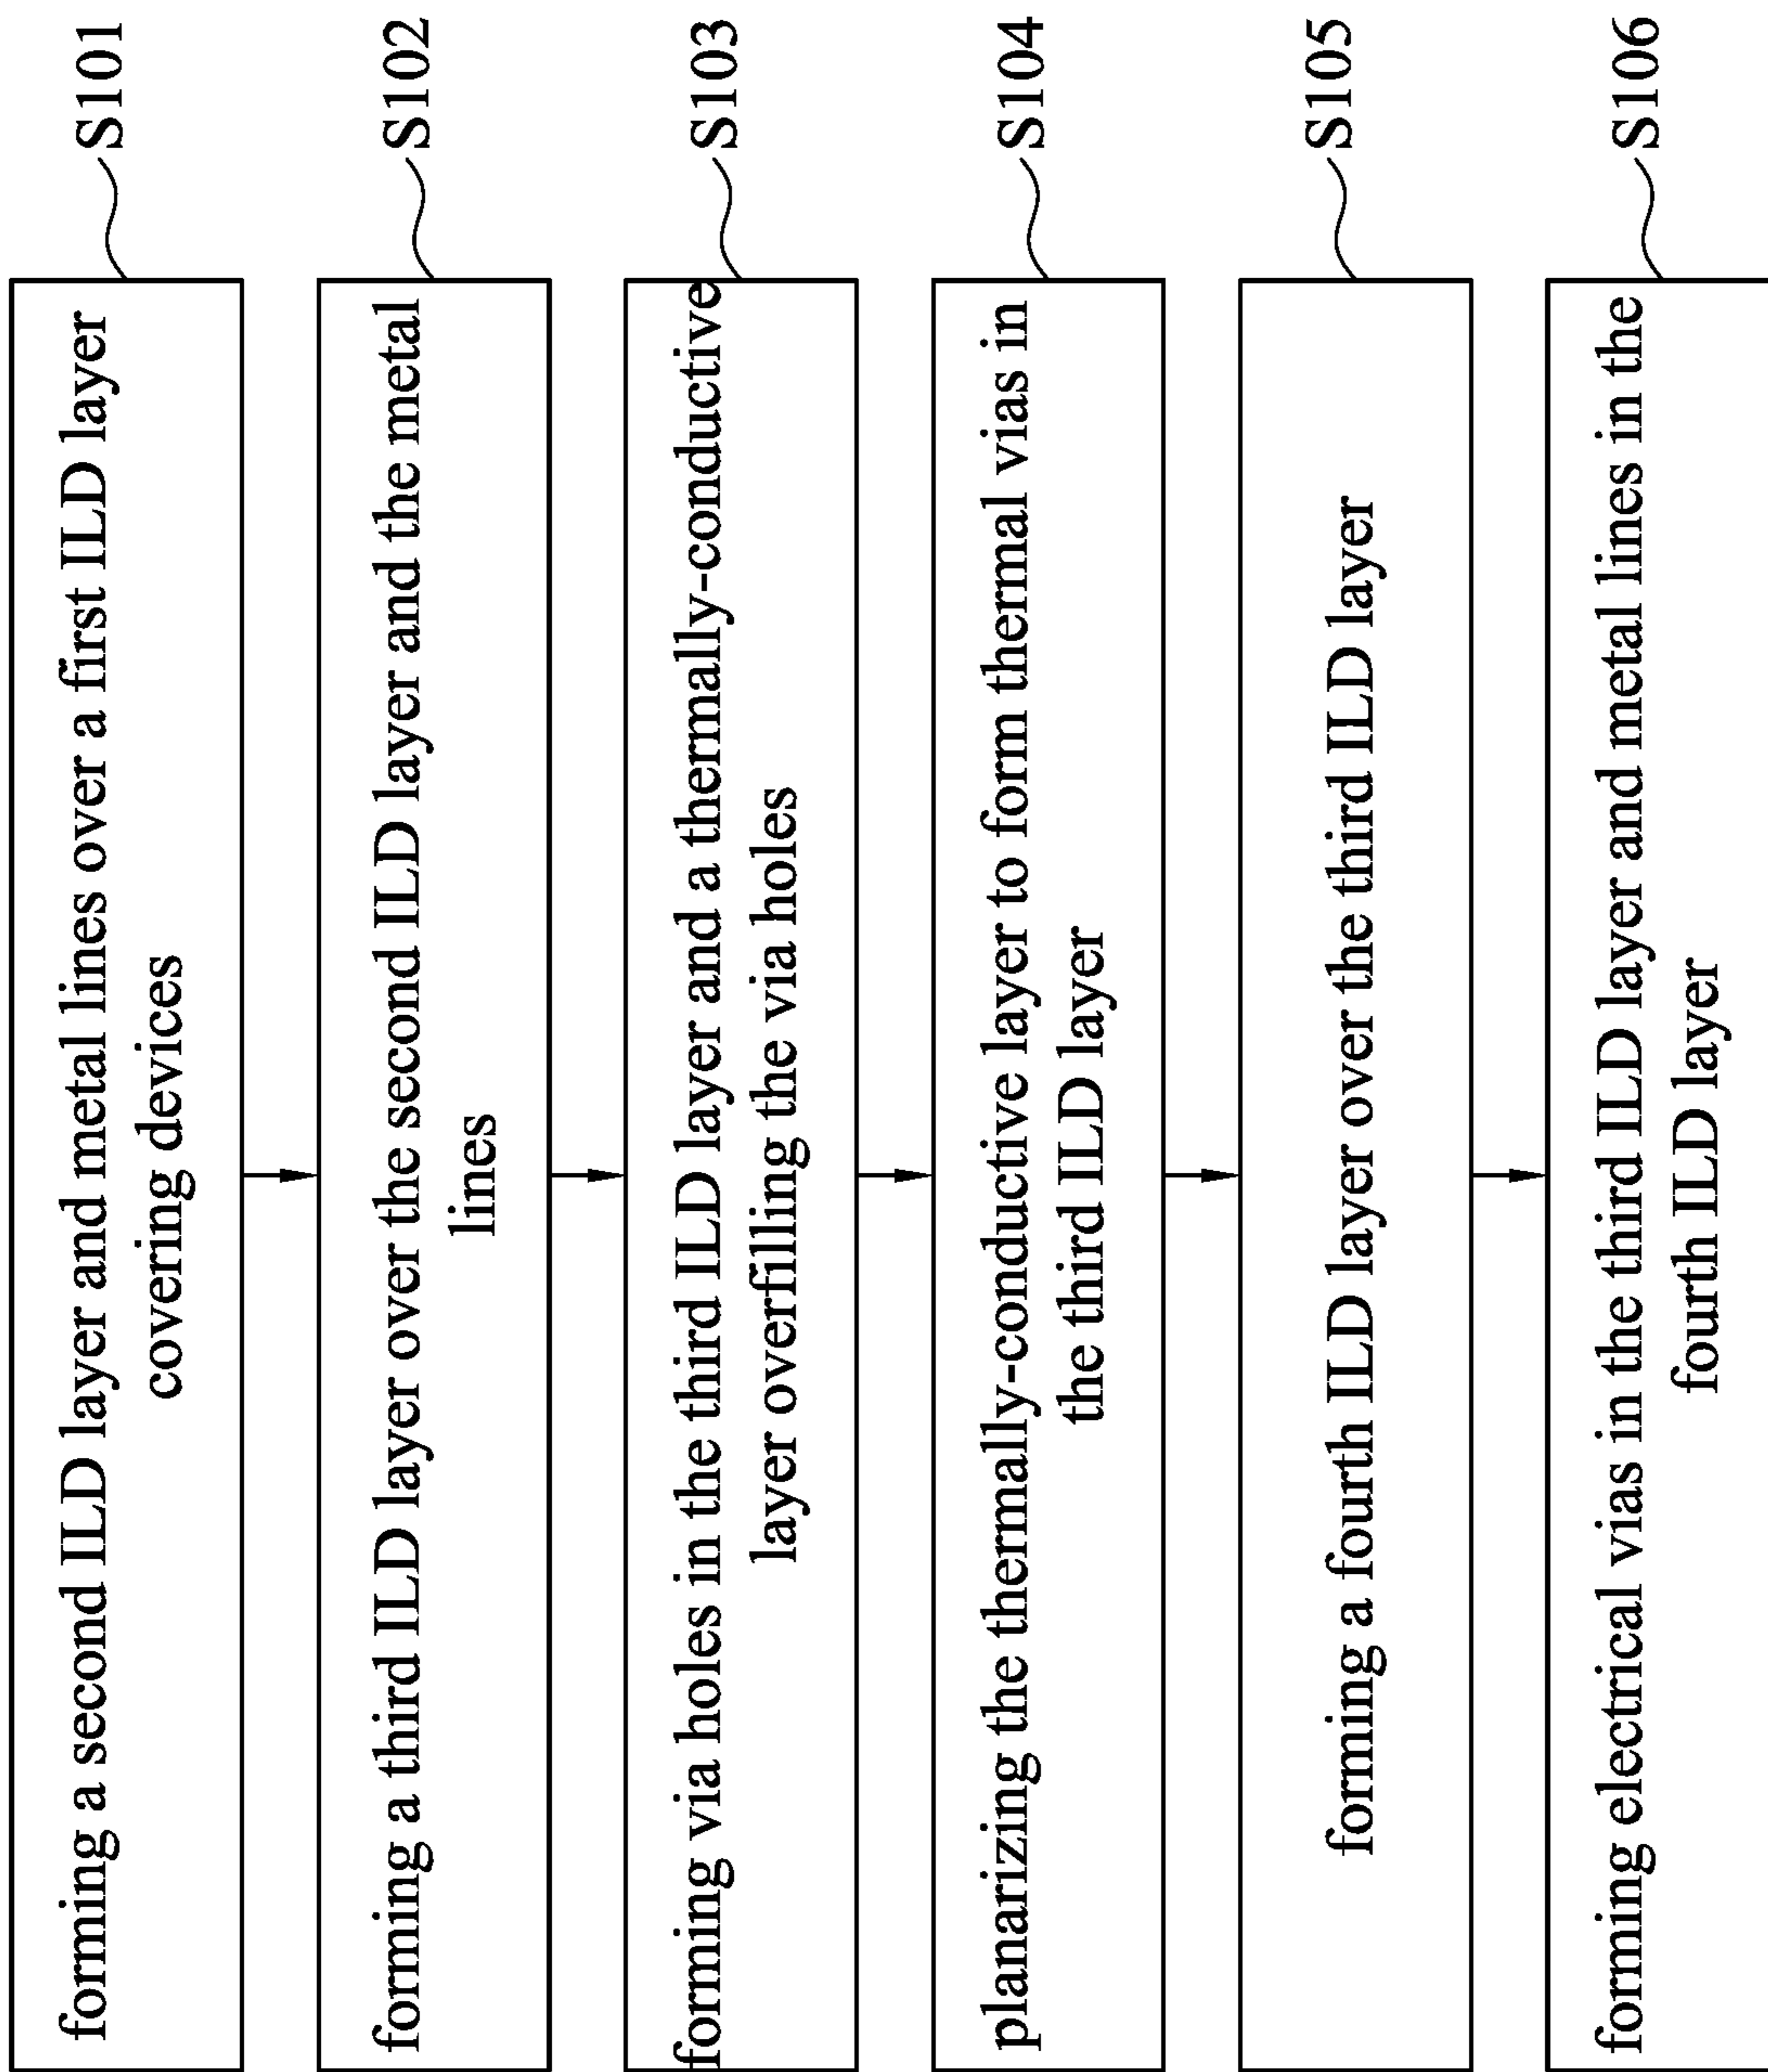 forming a second ILD layer and metal lines over a first ILD layer
covering devices
S101
forming a third ILD layer over the second ILD layer and the metal
lines
S102
forming via holes in the third ILD layer and a thermally-conductive
layer overfilling the via holes
S103
planarizing the thermally-conductive layer to form thermal vias in
the third ILD layer
S104
forming a fourth ILD layer over the third ILD layer
S105
forming electrical vias in the third ILD layer and metal lines in the
fourth ILD layer
S106